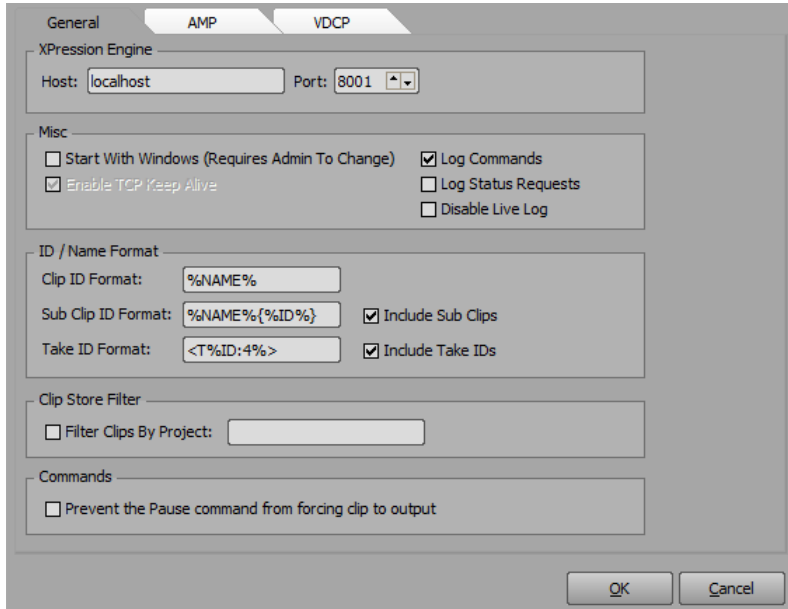 General AMP VDCP
XPression Engine
Host: localhost Port: 8001
Misc
Start With Windows (Requires Admin To Change) Log Commands
Enable TCP Keep Alive Log Status Requests
Disable Live Log
ID / Name Format
Clip ID Format: %NAME%
Sub Clip ID Format: %NAME%{%ID%} Include Sub Clips
Take ID Format: <T%ID:4%> Include Take IDs
Clip Store Filter
Filter Clips By Project:
Commands
Prevent the Pause command from forcing clip to output
OK Cancel